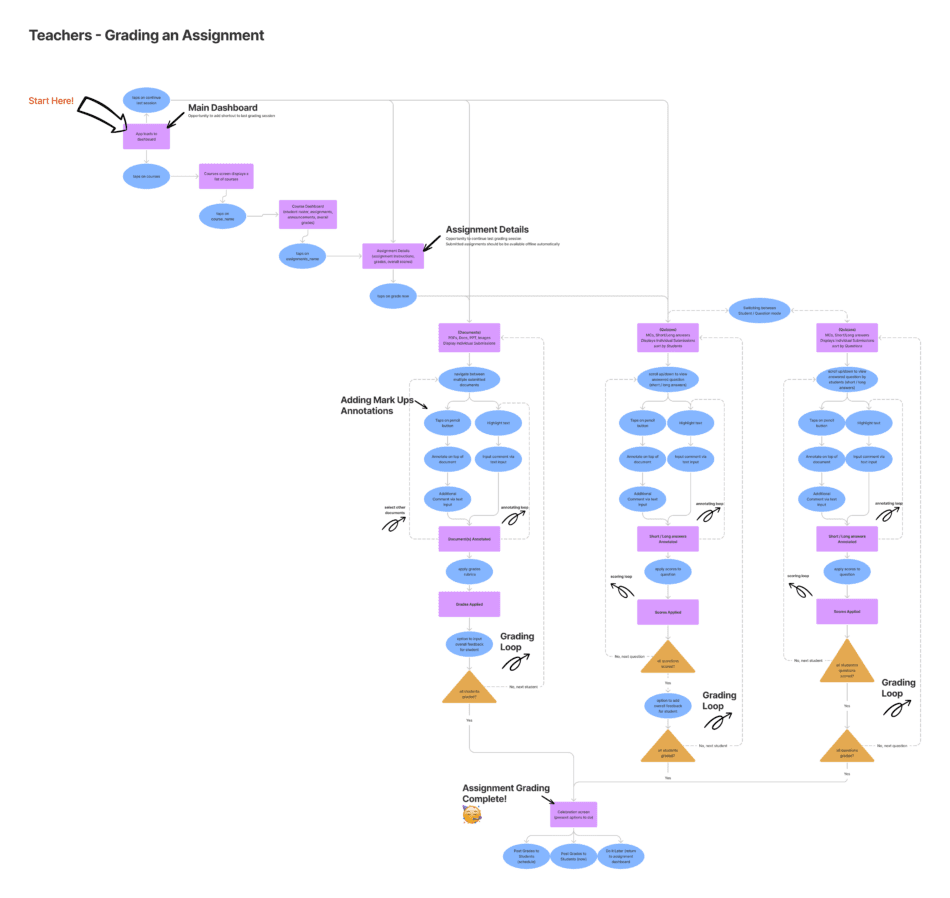 Teachers - Grading an Assignment
Start Here!
taps on continue
last session
Main Dashboard
Opportunity to add shortcut to last grading session
dashboard
taps on courses
Courses screen displays a
list of courses
taps on
course_name
Course Dashboard
(student roster, assignments,
announcements, overall
grades)
taps on
assignments_name
Assignment Details
Opportunity to continue last grading session
Submitted assignments should be be available offline automatically
Assignment Details
(assignment instructions,
grades, overall scores)
taps on grade now
Switching between
Student / Question views
Document(s)
PDFs, Docs, PPT, Images
Display Individual Submissions
MCs, Short/Long answers
Displays Individual Submissions
sort by Students
MCs, Short/Long answers
Displays Individual Submissions
sort by Questions
navigate between
multiple submitted
documents
scroll up/down to view
answered question
(short / long answers)
scroll up/down to view
answered question by
students (short / long
answers)
Adding Mark Ups
Annotations
Taps on pencil
button
Highlight text
Taps on pencil
button
Highlight text
Taps on pencil
button
Highlight text
Annotate on top of
document
Input comment via
text input
Annotate on top of
document
Input comment via
text input
Annotate on top of
document
Input comment via
text input
Additional
Comment via text
input
Additional
Comment via text
input
Additional
Comment via text
input
select other
documents
annotating loop
annotating loop
annotating loop
Document(s) Annotated
Short / Long answers
Annotated
Short / Long answers
Annotated
apply grades
rubrics
apply scores to
question
apply scores to
question
scoring loop
scoring loop
Grades Applied
Scores Applied
Scores Applied
option to input
overall feedback
for student
Grading
Loop
all students
graded?
No, next student
Yes
all questions
scored?
No, next question
Yes
questions
scored?
No, next student
Yes
option to add
overall feedback
for student
Grading
Loop
Grading
Loop
all students
graded?
No, next student
Yes
all questions
graded?
No, next question
Yes
Assignment Grading
Complete!
Celebration screen
(present options to do)
Post Grades to
Students
(schedule)
Post Grades to
Students (now)
Do it Later (return
to assignment
dashboard